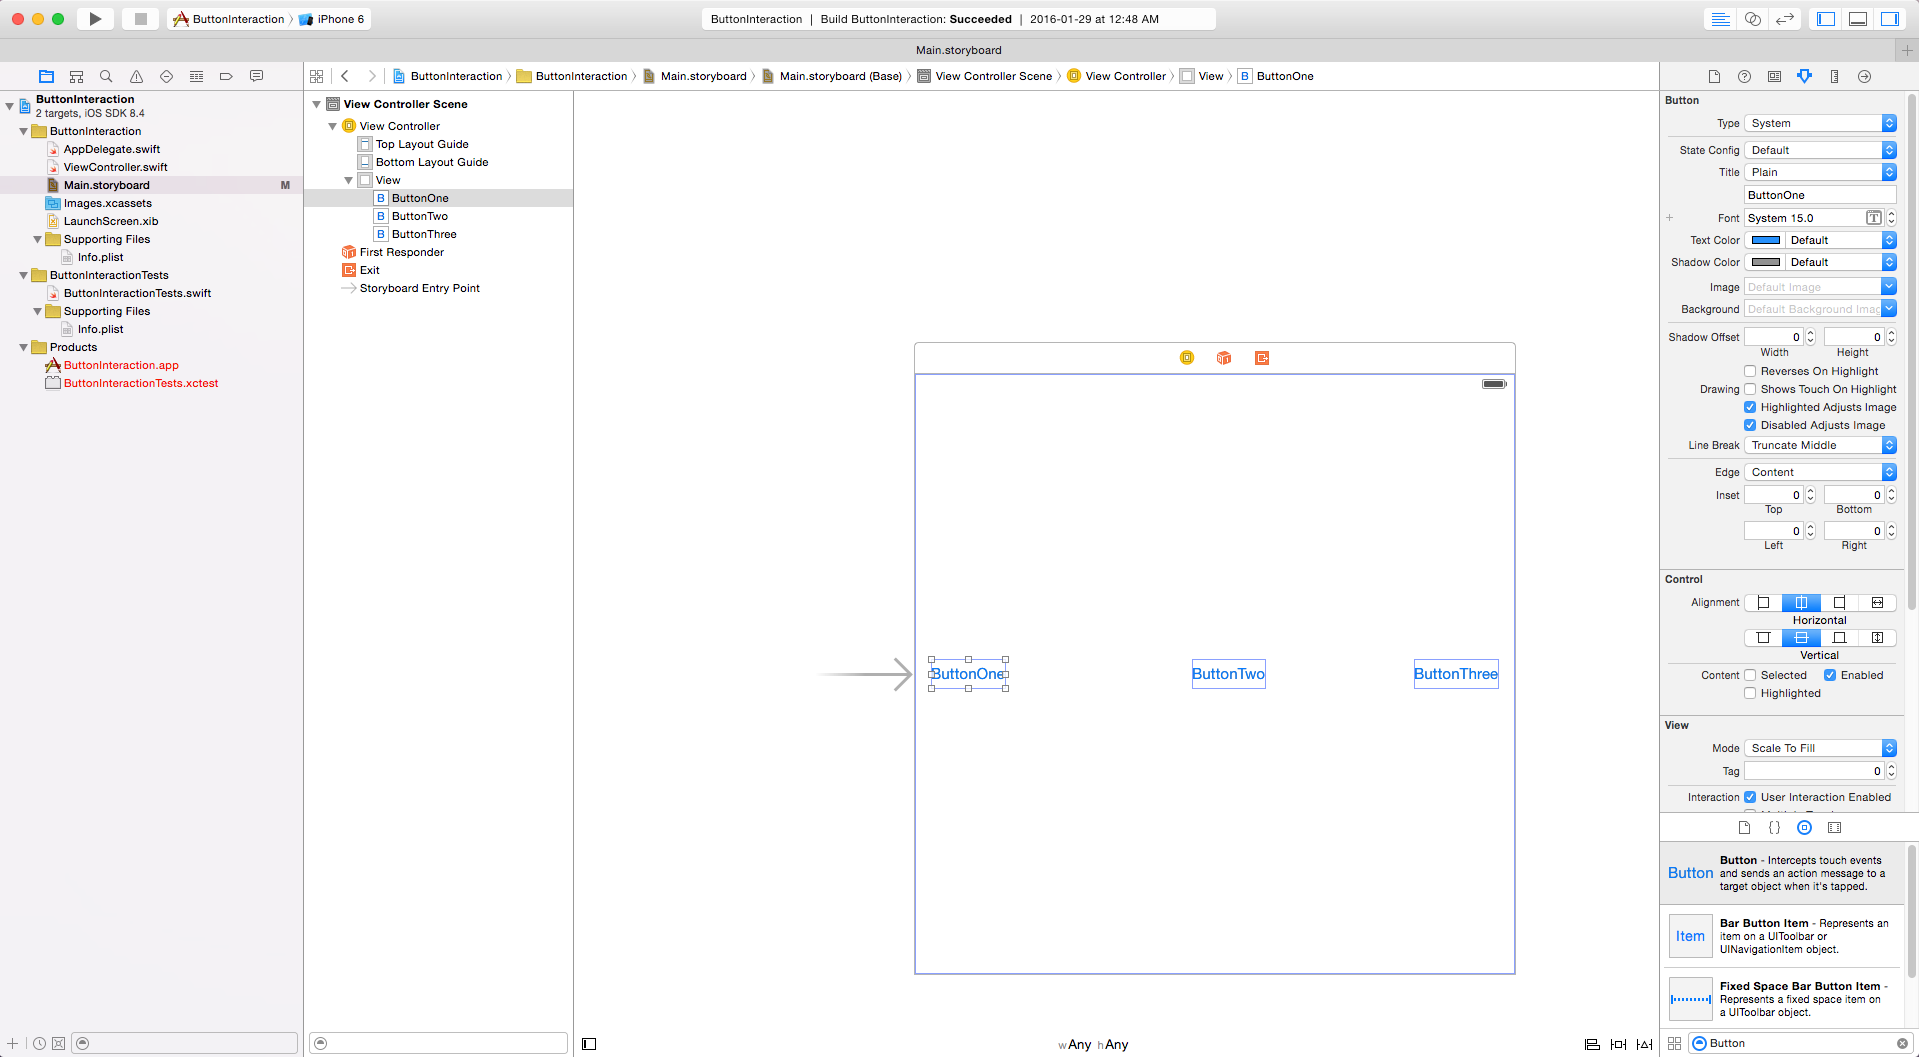 ButtonInteraction
iPhone 6
ButtonInteraction | Build ButtonInteraction: Succeeded | 2016-01-29 at 12:48 AM
Main.storyboard
ButtonInteraction
ButtonInteraction
Main.storyboard
Main.storyboard (Base)
View Controller Scene
View Controller
View
B ButtonOne
ButtonInteraction
2 targets, iOS SDK 8.4
ButtonInteraction
AppDelegate.swift
ViewController.swift
Main.storyboard M
Images.xcassets
LaunchScreen.xib
Supporting Files
Info.plist
ButtonInteractionTests
ButtonInteractionTests.swift
Supporting Files
Info.plist
Products
ButtonInteraction.app
ButtonInteractionTests.xctest
View Controller Scene
View Controller
Top Layout Guide
Bottom Layout Guide
View
B ButtonOne
B ButtonTwo
B ButtonThree
First Responder
Exit
Storyboard Entry Point
ButtonOne
ButtonTwo
ButtonThree
wAny hAny
Button
Type System
State Config Default
Title Plain
ButtonOne
Font System 15.0 T
Text Color Default
Shadow Color Default
Image Default Image
Background Default Background Imag
Shadow Offset 0 0
Width Height
Reverses On Highlight
Drawing Shows Touch On Highlight
Highlighted Adjusts Image
Disabled Adjusts Image
Line Break Truncate Middle
Edge Content
Inset 0 0
Top Bottom
0 0
Left Right
Control
Alignment
Horizontal
Vertical
Content Selected Enabled
Highlighted
View
Mode Scale To Fill
Tag 0
Interaction User Interaction Enabled
Button
Button - Intercepts touch events
and sends an action message to a
target object when it's tapped.
Item
Bar Button Item - Represents an
item on a UIToolbar or
UINavigationItem object.
Fixed Space Bar Button Item -
Represents a fixed space item on
a UIToolbar object.
Button